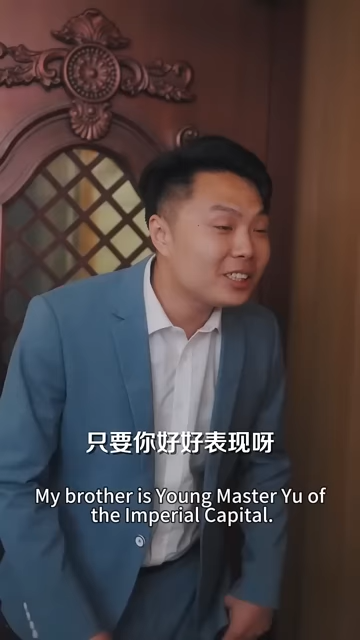 只要你好好表现呀
My brother is Young Master Yu of
the Imperial Capital.